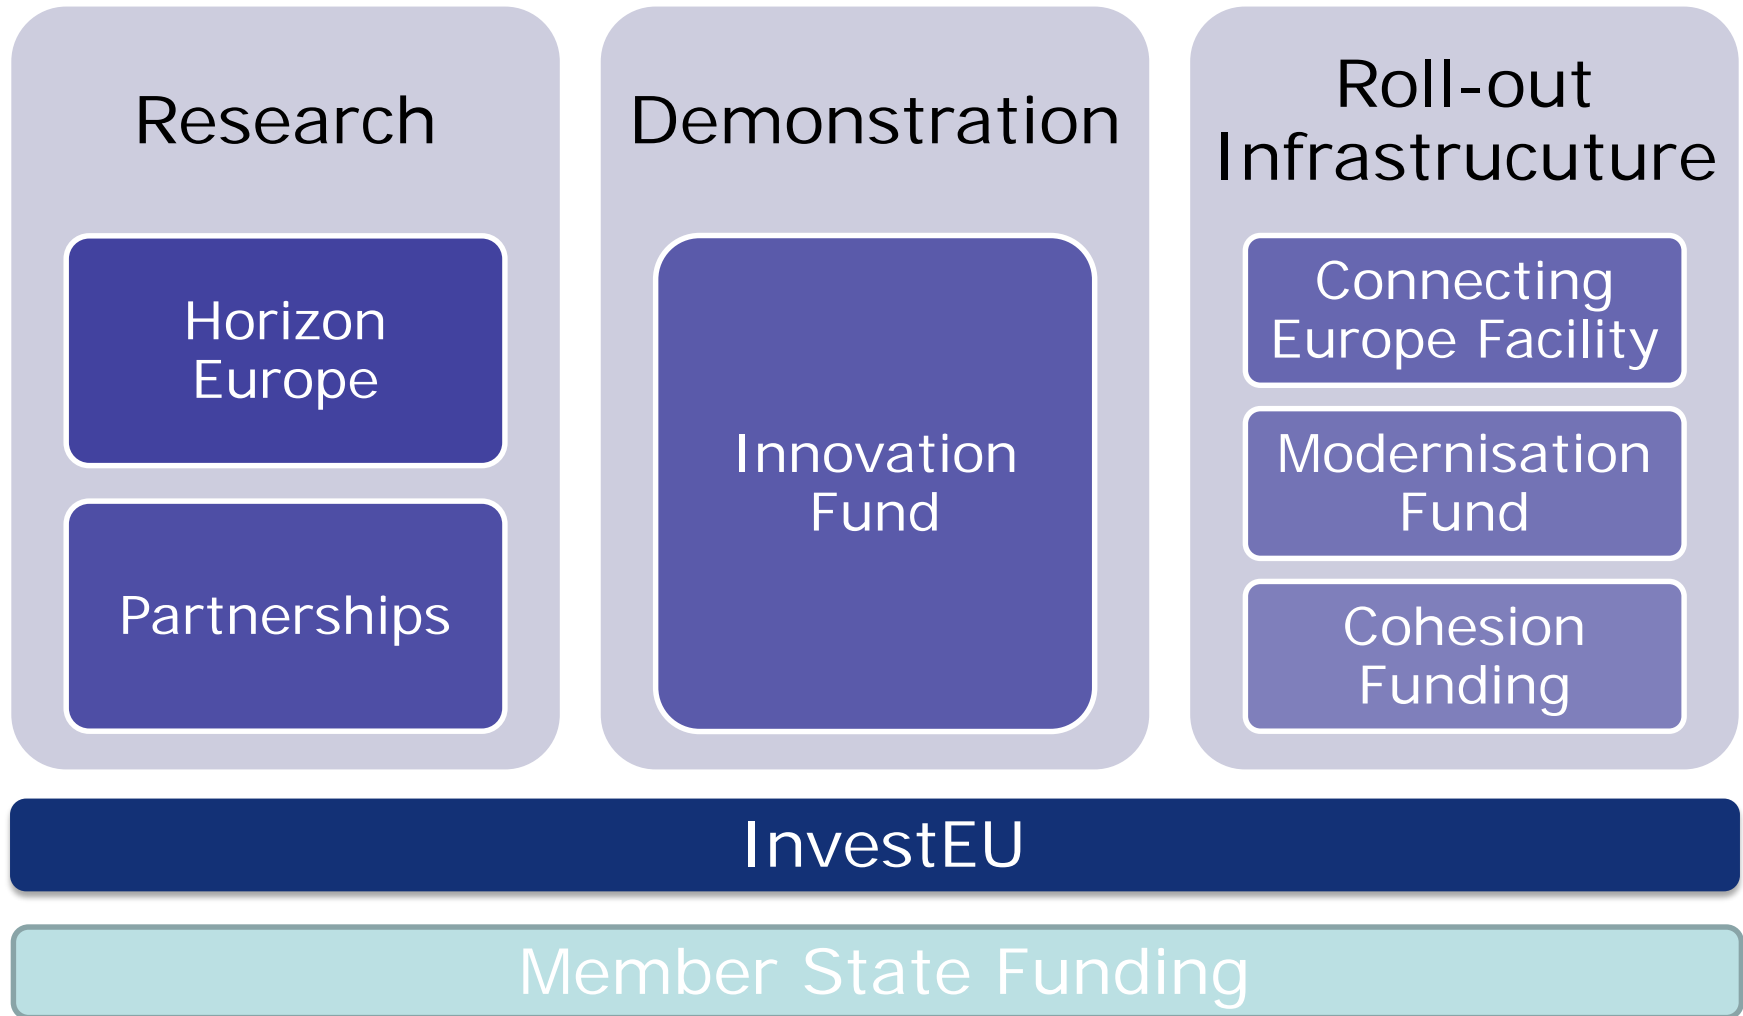 Research
Horizon
Europe
Partnerships
Demonstration
Innovation
Fund
Roll-out
Infrastrucuture
Connecting
Europe Facility
Modernisation
Fund
Cohesion
Funding
InvestEU
Member State Funding